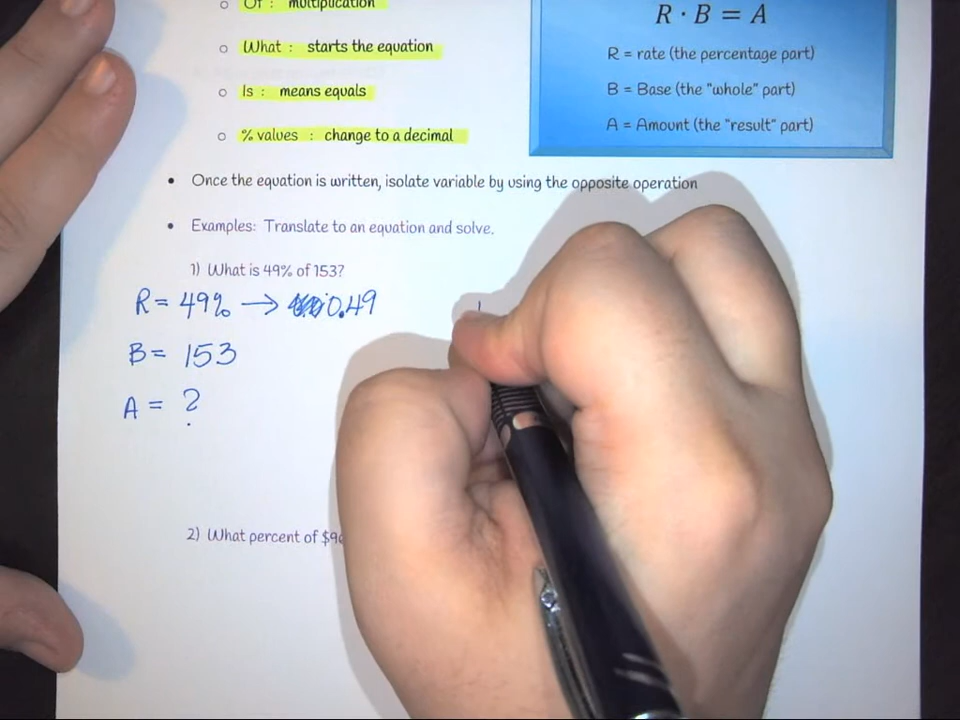 Of : multiplication
What : starts the equation
Is : means equals
% values : change to a decimal
R · B = A
R = rate (the percentage part)
B = Base (the "whole" part)
A = Amount (the "result" part)
Once the equation is written, isolate variable by using the opposite operation
Examples: Translate to an equation and solve.
1) What is 49% of 153?
R = 49% → 0.49
B = 153
A = ?
2) What percent of